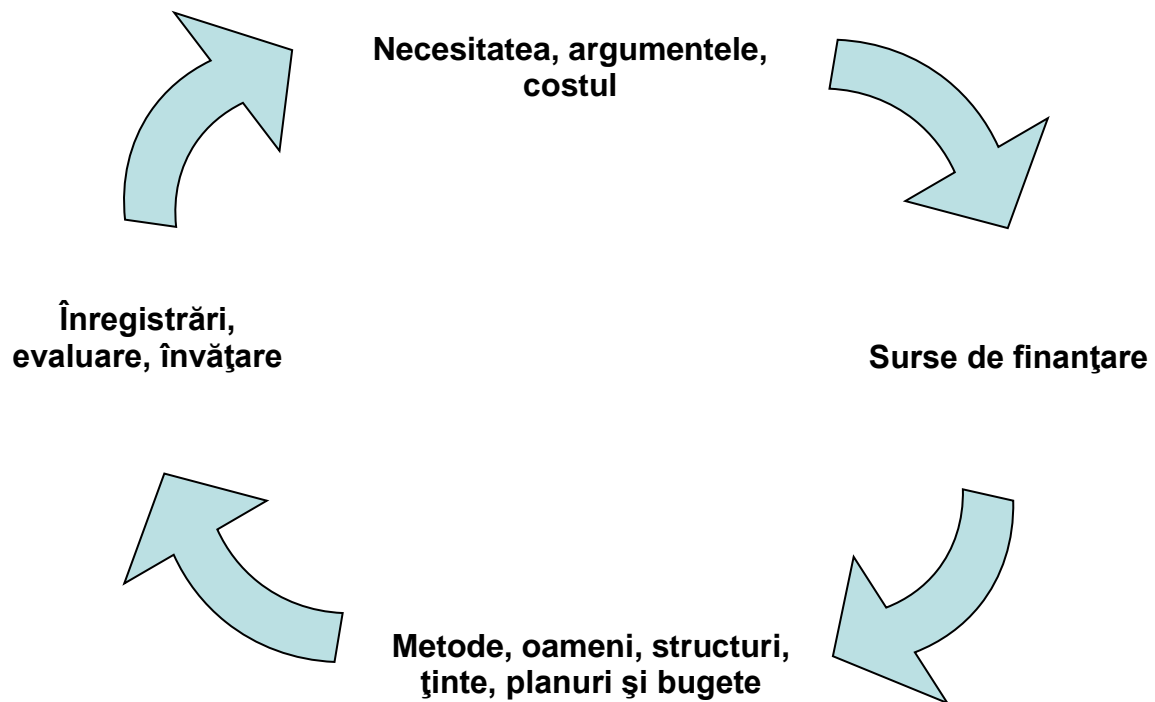 Necesitatea, argumentele,
costul
Înregistrări,
evaluare, învăţare
Surse de finanţare
Metode, oameni, structuri,
ţinte, planuri şi bugete